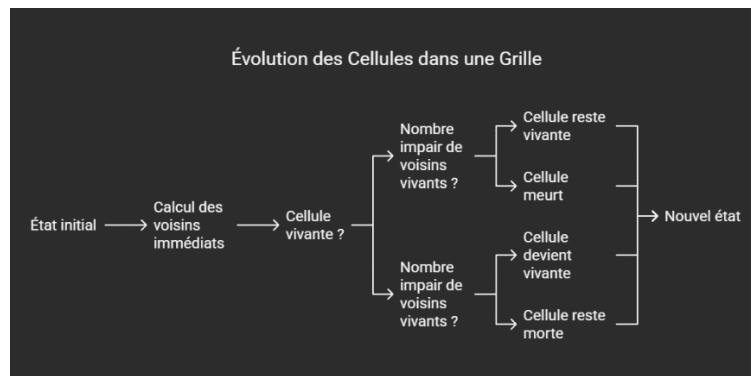 Évolution des Cellules dans une Grille
État initial
Calcul des
voisins
immédiats
Cellule
vivante ?
Nombre
impair de
voisins
vivants ?
Cellule reste
vivante
Cellule
meurt
Nombre
impair de
voisins
vivants ?
Cellule
devient
vivante
Cellule reste
morte
Nouvel état